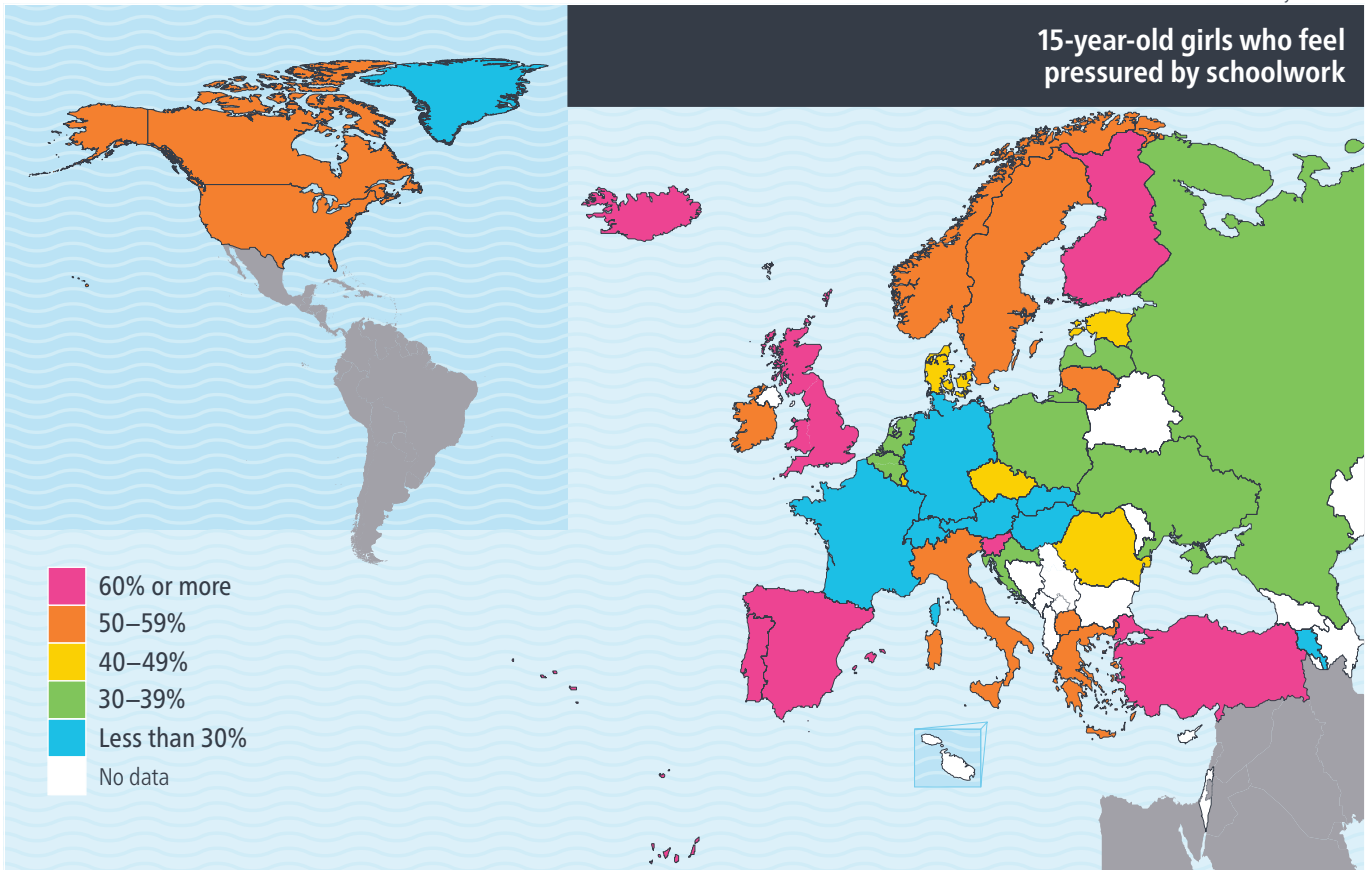 15-year-old girls who feel
pressured by schoolwork
60% or more
50–59%
40–49%
30–39%
Less than 30%
No data